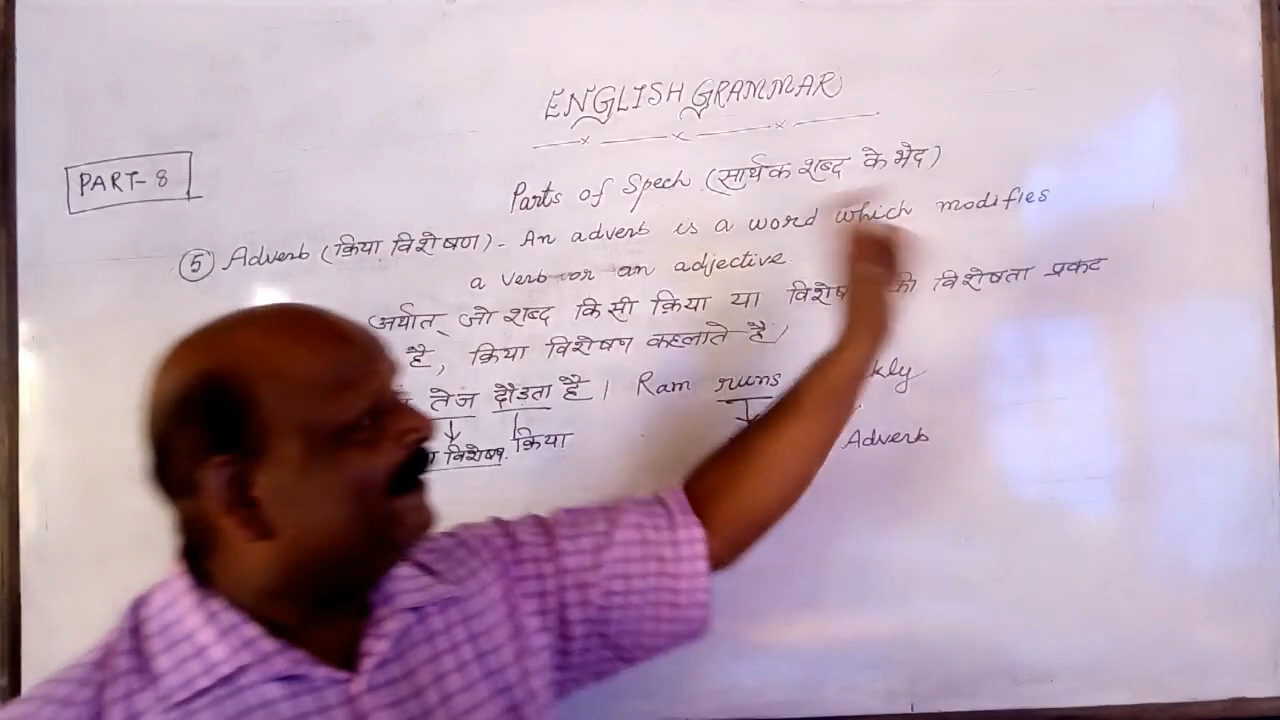 ENGLISH GRAMMAR
PART-8
Parts of Spech (सार्थक शब्द के भेद)
⑤ Adverb (क्रिया विशेषण) - An adverb is a word which modifies
a verb or an adjective.
अर्थात् जो शब्द किसी क्रिया या की विशेषता प्रकट
है, क्रिया विशेषण कहलाते है।
तेज दौड़ता है। Ram runs
विशेषण क्रिया Adverb